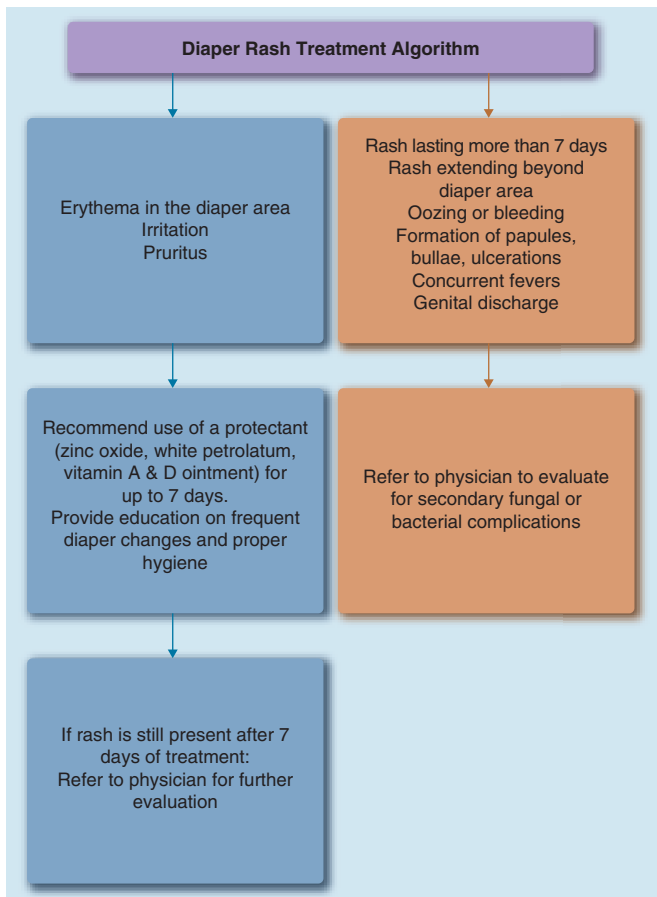 Diaper Rash Treatment Algorithm
Erythema in the diaper area
Irritation
Pruritus
Rash lasting more than 7 days
Rash extending beyond
diaper area
Oozing or bleeding
Formation of papules,
bullae, ulcerations
Concurrent fevers
Genital discharge
Recommend use of a protectant
(zinc oxide, white petrolatum,
vitamin A & D ointment) for
up to 7 days.
Provide education on frequent
diaper changes and proper
hygiene
Refer to physician to evaluate
for secondary fungal or
bacterial complications
If rash is still present after 7
days of treatment:
Refer to physician for further
evaluation